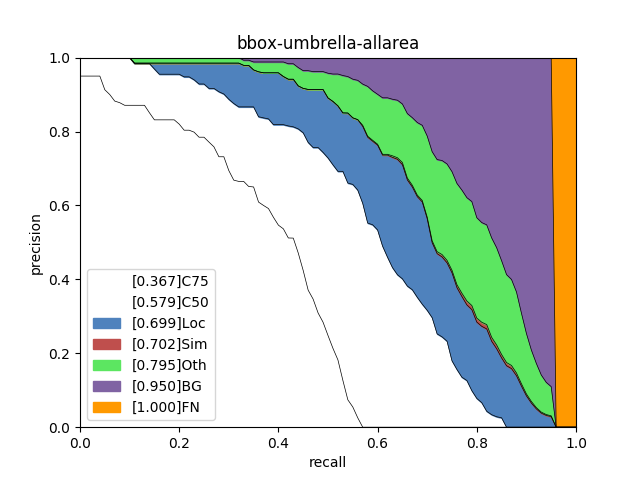 bbox-umbrella-allarea
1.0
0.8
0.6
0.4
0.2
0.0
precision
[0.367]C75
[0.579]C50
[0.699]Loc
[0.702]Sim
[0.795]Oth
[0.950]BG
[1.000]FN
0.0 0.2 0.4 0.6 0.8 1.0
recall